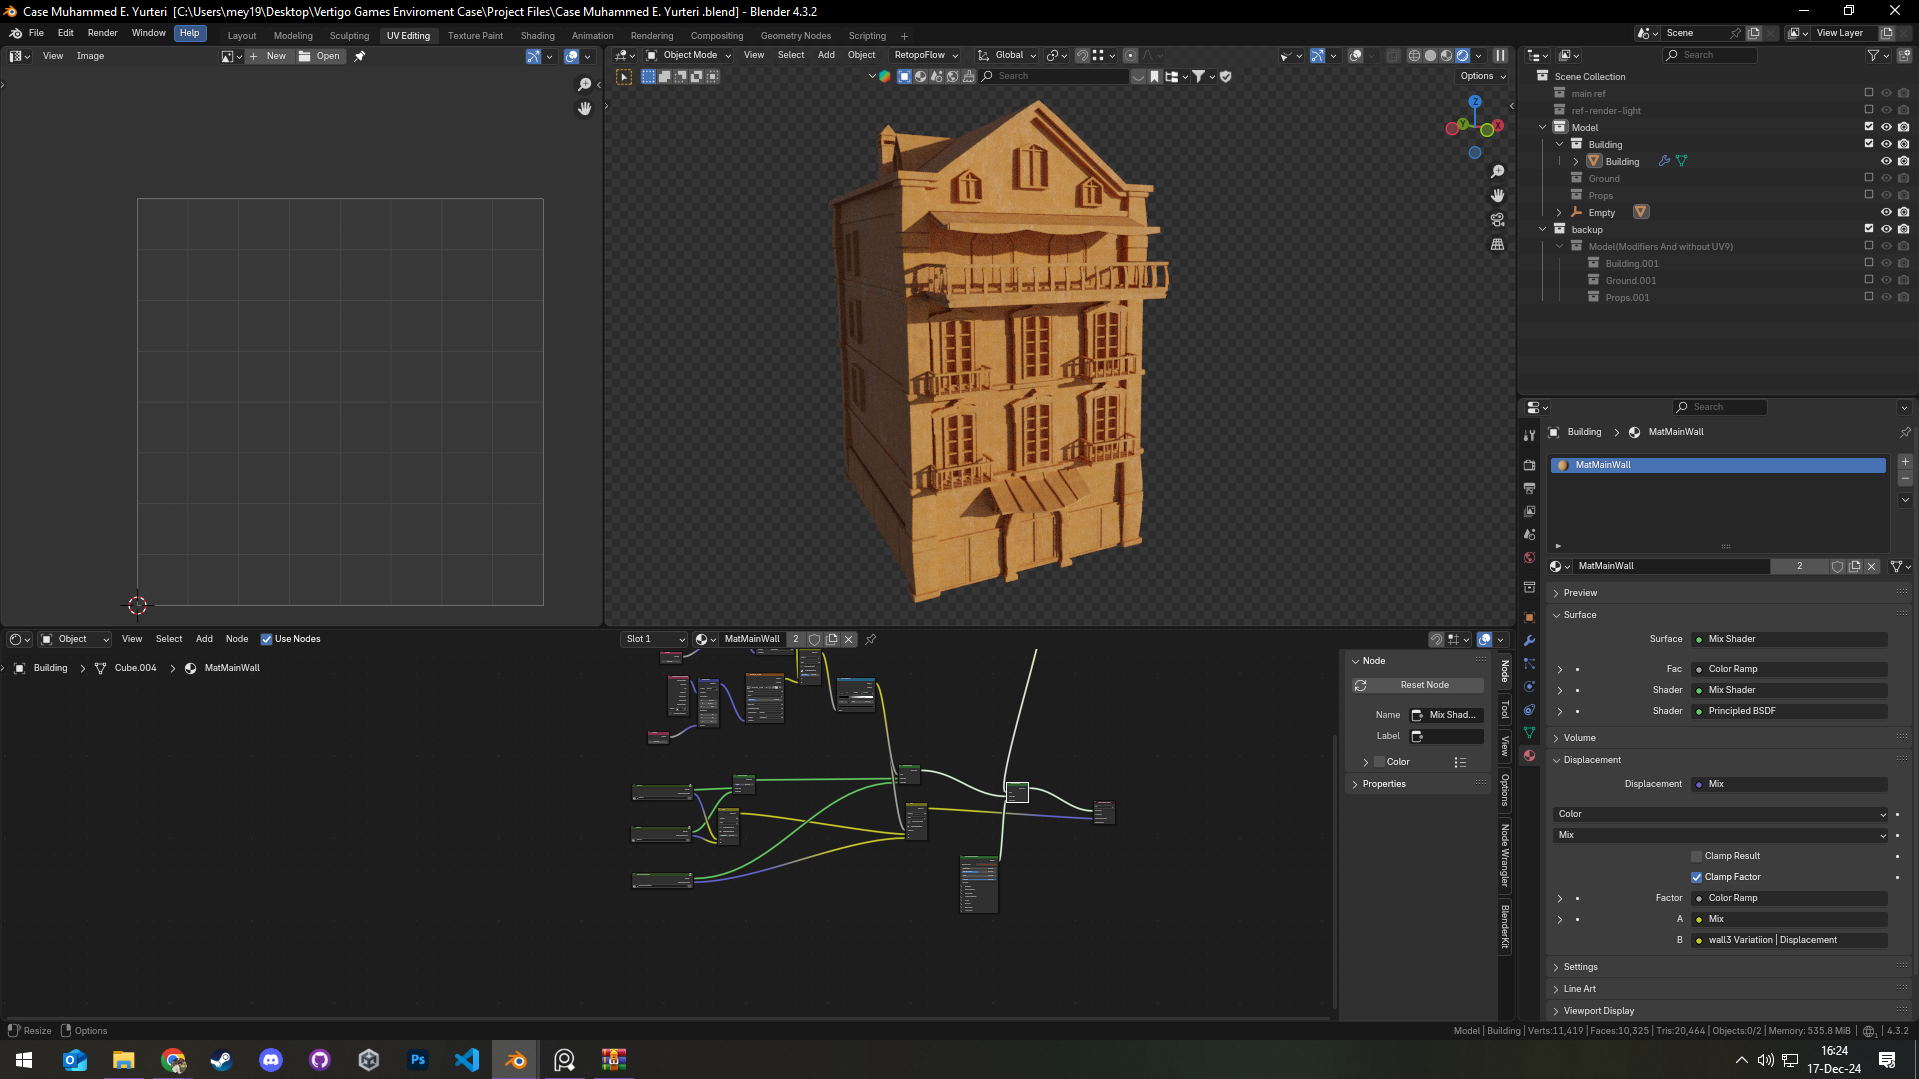 Case Muhammed E. Yurteri  [C:\Users\mey19\Desktop\Vertigo Games Enviroment Case\Project Files\Case Muhammed E. Yurteri .blend] - Blender 4.3.2
File Edit Render Window Help Layout Modeling Sculpting UV Editing Texture Paint Shading Animation Rendering Compositing Geometry Nodes Scripting + Scene View Layer
View Image New Open
Object Mode View Select Add Object RetopoFlow Global
Search
Options
Z
Y
X
Search
Scene Collection
main ref
ref-render-light
Model
Building
Building
Ground
Props
Empty
backup
Model(Modifiers And without UV9)
Building.001
Ground.001
Props.001
Search
Building > MatMainWall
MatMainWall
MatMainWall 2
Preview
Surface
Surface Mix Shader
Fac Color Ramp
Shader Mix Shader
Shader Principled BSDF
Volume
Displacement
Displacement Mix
Color
Mix
Clamp Result
Clamp Factor
Factor Color Ramp
A Mix
B wall3 Variatiion | Displacement
Settings
Line Art
Viewport Display
Object View Select Add Node Use Nodes Slot 1 MatMainWall 2
Building > Cube.004 > MatMainWall
Node
Reset Node
Name Mix Shad...
Label
Color
Properties
Node
Tool
View
Options
Node Wrangler
BlenderKit
Resize Options
Model | Building | Verts:11,419 | Faces:10,325 | Tris:20,464 | Objects:0/2 | Memory: 535.8 MiB 4.3.2
Ps
16:24
17-Dec-24